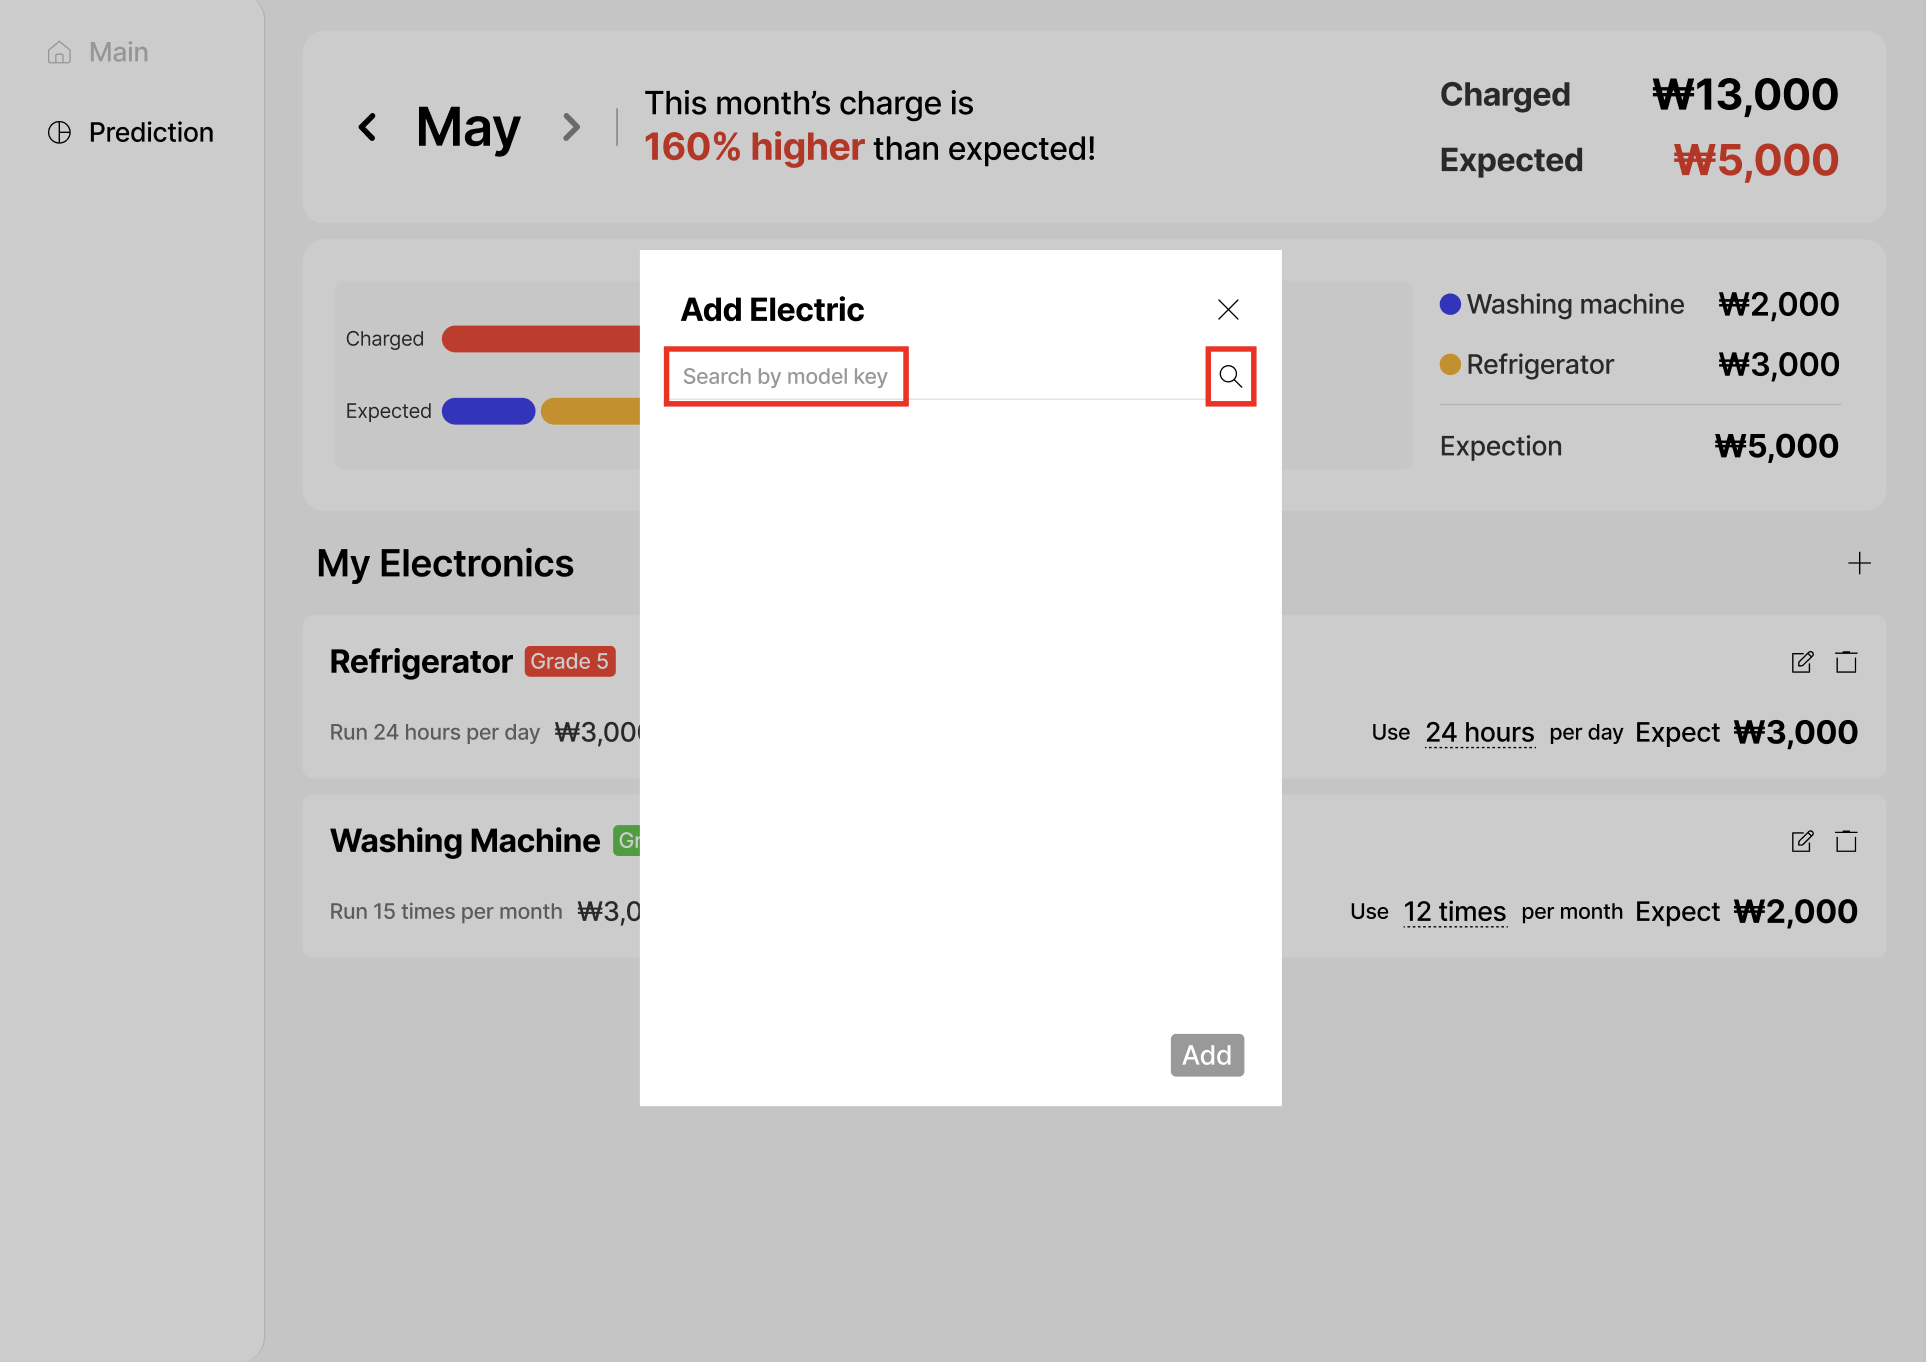 Main
Prediction
May
This month's charge is
160% higher than expected!
Charged ₩13,000
Expected ₩5,000
Charged
Expected
Washing machine ₩2,000
Refrigerator ₩3,000
Expection ₩5,000
Add Electric
Search by model key
Add
My Electronics
Refrigerator Grade 5
Run 24 hours per day ₩3,00
Use 24 hours per day Expect ₩3,000
Washing Machine Gr
Run 15 times per month ₩3,0
Use 12 times per month Expect ₩2,000